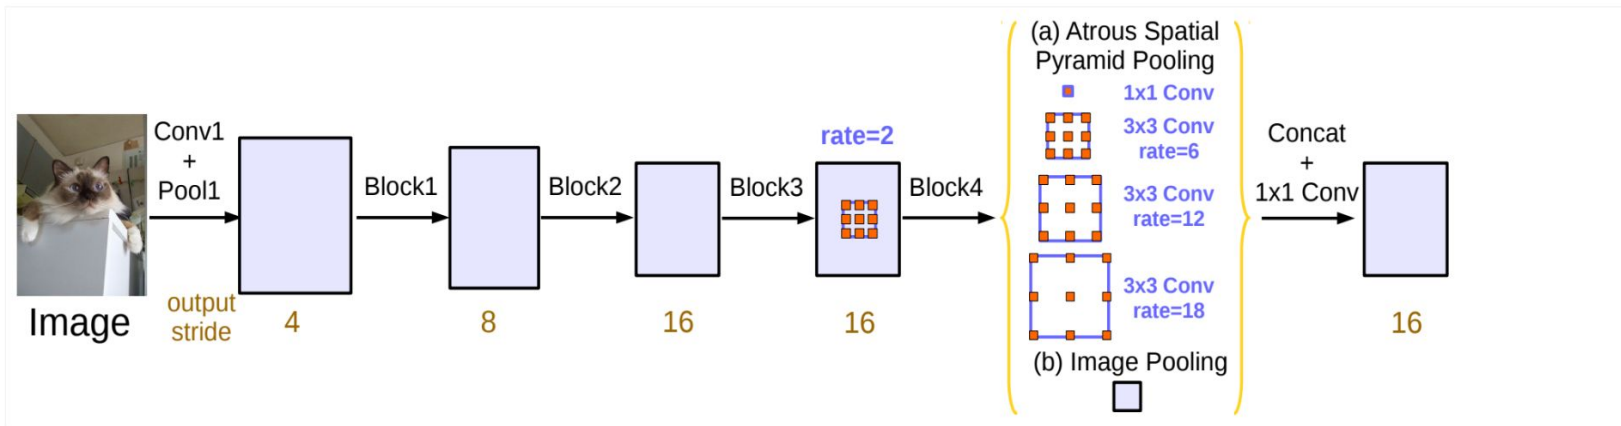 (a) Atrous Spatial
Pyramid Pooling
1x1 Conv
3x3 Conv
rate=6
3x3 Conv
rate=12
3x3 Conv
rate=18
(b) Image Pooling
Conv1
+
Pool1
Block1
Block2
Block3
rate=2
Block4
Concat
+
1x1 Conv
Image
output
stride
4
8
16
16
16